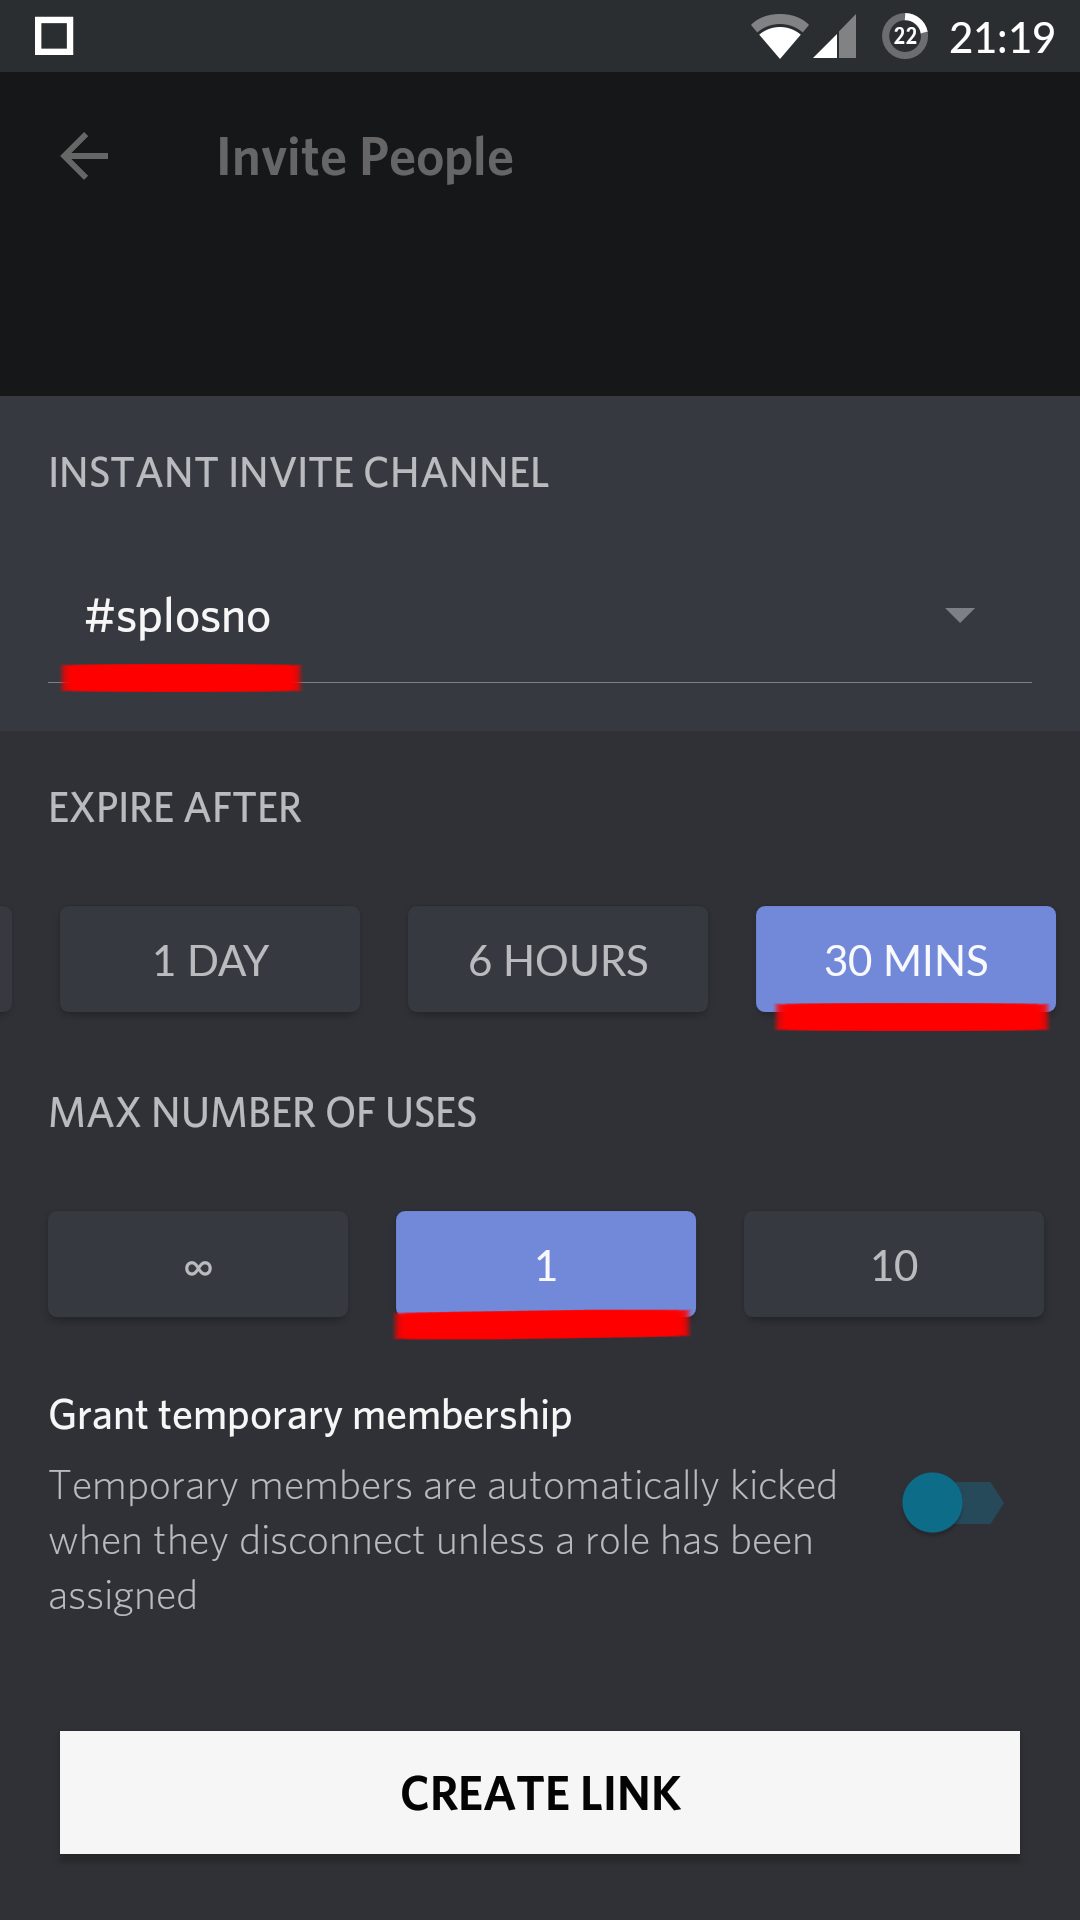 22 21:19
Invite People
INSTANT INVITE CHANNEL
#splosno
EXPIRE AFTER
1 DAY 6 HOURS 30 MINS
MAX NUMBER OF USES
∞ 1 10
Grant temporary membership
Temporary members are automatically kicked
when they disconnect unless a role has been
assigned
CREATE LINK